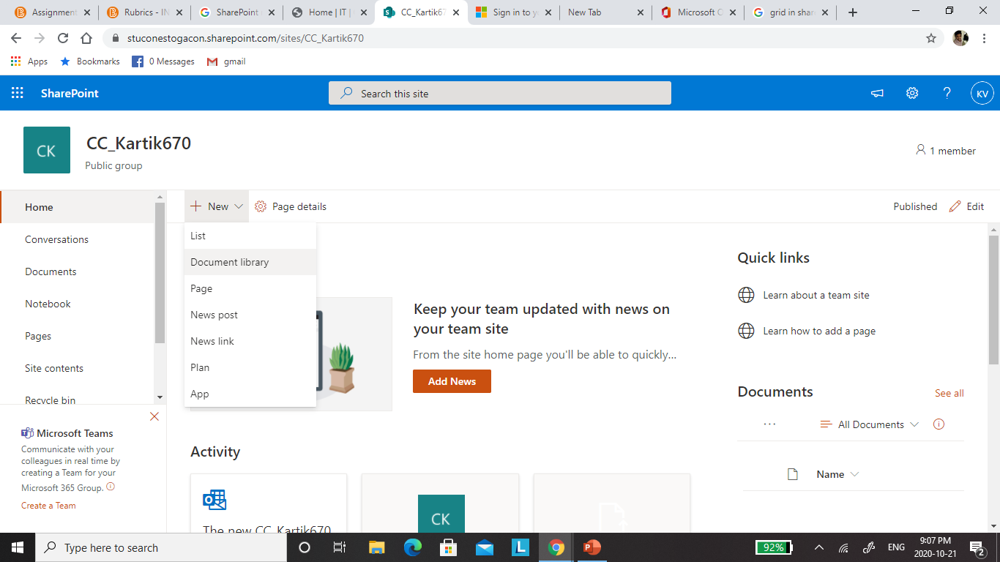 Assignment
Rubrics - IN
SharePoint
Home | IT |
CC_Kartik67
Sign in to yo
New Tab
Microsoft O
grid in shar
stuconestogacon.sharepoint.com/sites/CC_Kartik670
Apps
Bookmarks
0 Messages
gmail
SharePoint
Search this site
KV
CK
CC_Kartik670
Public group
1 member
Home
Conversations
Documents
Notebook
Pages
Site contents
Recycle bin
New
Page details
Published
Edit
List
Document library
Page
News post
News link
Plan
App
Keep your team updated with news on
your team site
From the site home page you'll be able to quickly...
Add News
Quick links
Learn about a team site
Learn how to add a page
Documents
See all
All Documents
Name
Activity
The new CC_Kartik670
CK
Microsoft Teams
Communicate with your
colleagues in real time by
creating a Team for your
Microsoft 365 Group.
Create a Team
Type here to search
92%
ENG
9:07 PM
2020-10-21
2